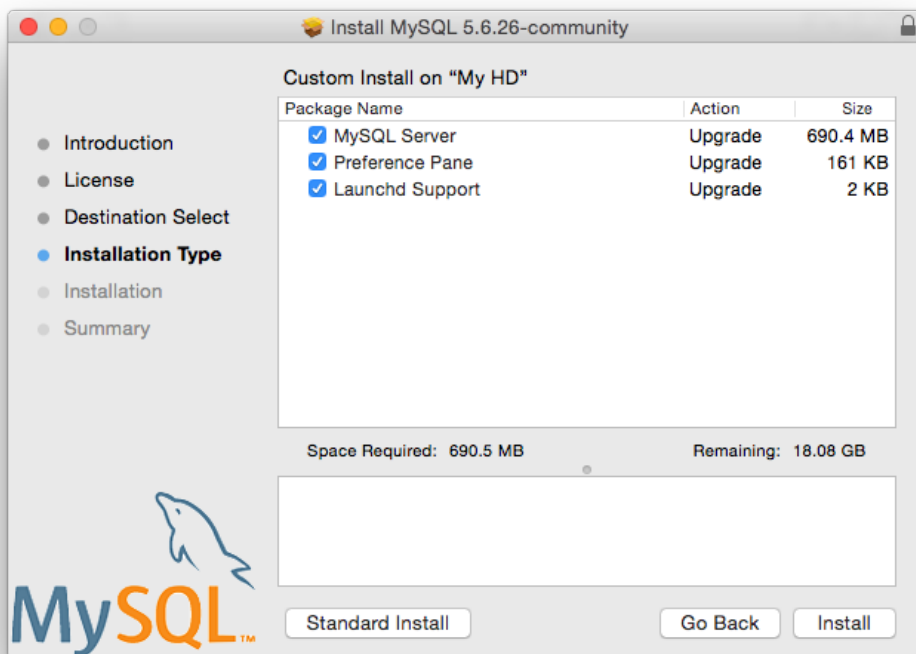 Install MySQL 5.6.26-community
Custom Install on “My HD”
Introduction
License
Destination Select
Installation Type
Installation
Summary
Package Name Action Size
MySQL Server Upgrade 690.4 MB
Preference Pane Upgrade 161 KB
Launchd Support Upgrade 2 KB
Space Required: 690.5 MB Remaining: 18.08 GB
MySQL™
Standard Install Go Back Install